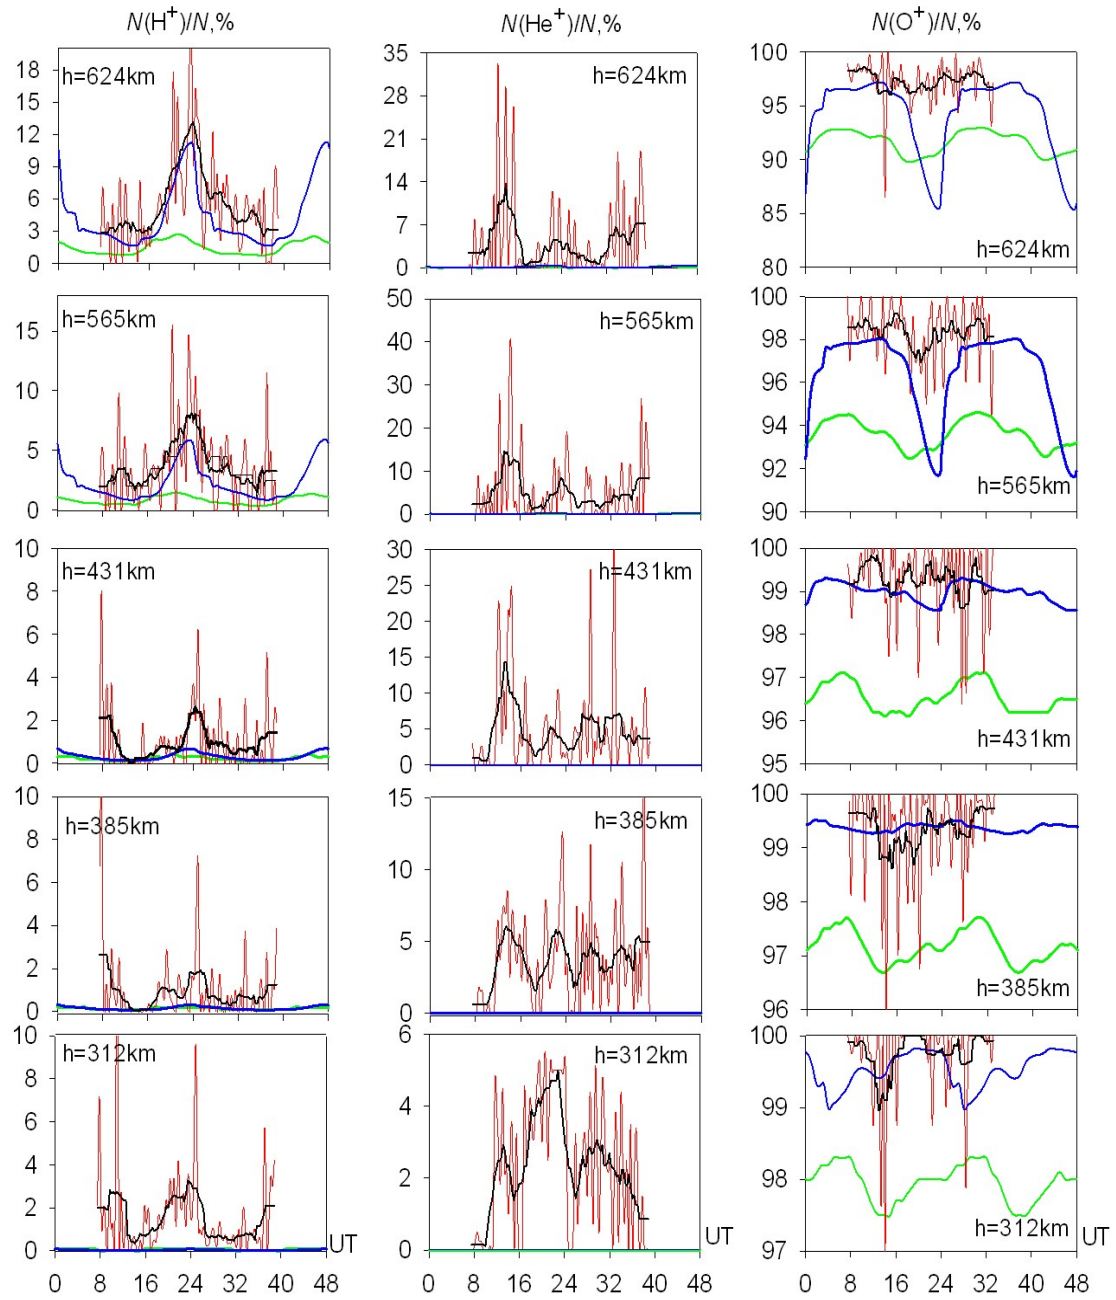 N(H⁺)/N,% N(He⁺)/N,% N(O⁺)/N,%
18 15 12 9 6 3 0
h=624km
35 28 21 14 7 0
h=624km
100 95 90 85 80
h=624km
15 10 5 0
h=565km
50 40 30 20 10 0
h=565km
100 98 96 94 92 90
h=565km
10 8 6 4 2 0
h=431km
30 25 20 15 10 5 0
h=431km
100 99 98 97 96 95
h=431km
10 8 6 4 2 0
h=385km
15 10 5 0
h=385km
100 99 98 97 96
h=385km
10 8 6 4 2 0
h=312km
6 4 2 0
h=312km
100 99 98 97
h=312km
UT UT
0 16 24 32 40 48 0 8 16 24 32 40 48 0 8 16 24 32 40 48